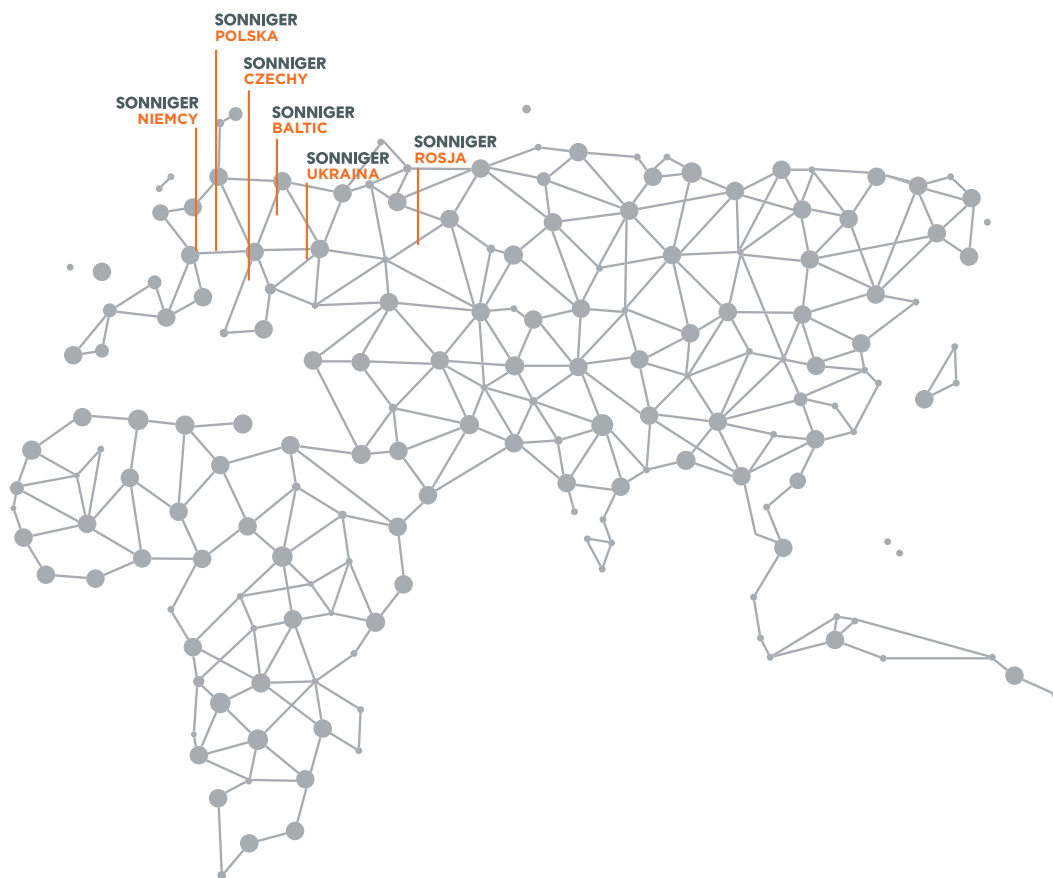 SONNIGER
POLSKA
SONNIGER
CZECHY
SONNIGER
NIEMCY
SONNIGER
BALTIC
SONNIGER
UKRAINA
SONNIGER
ROSJA